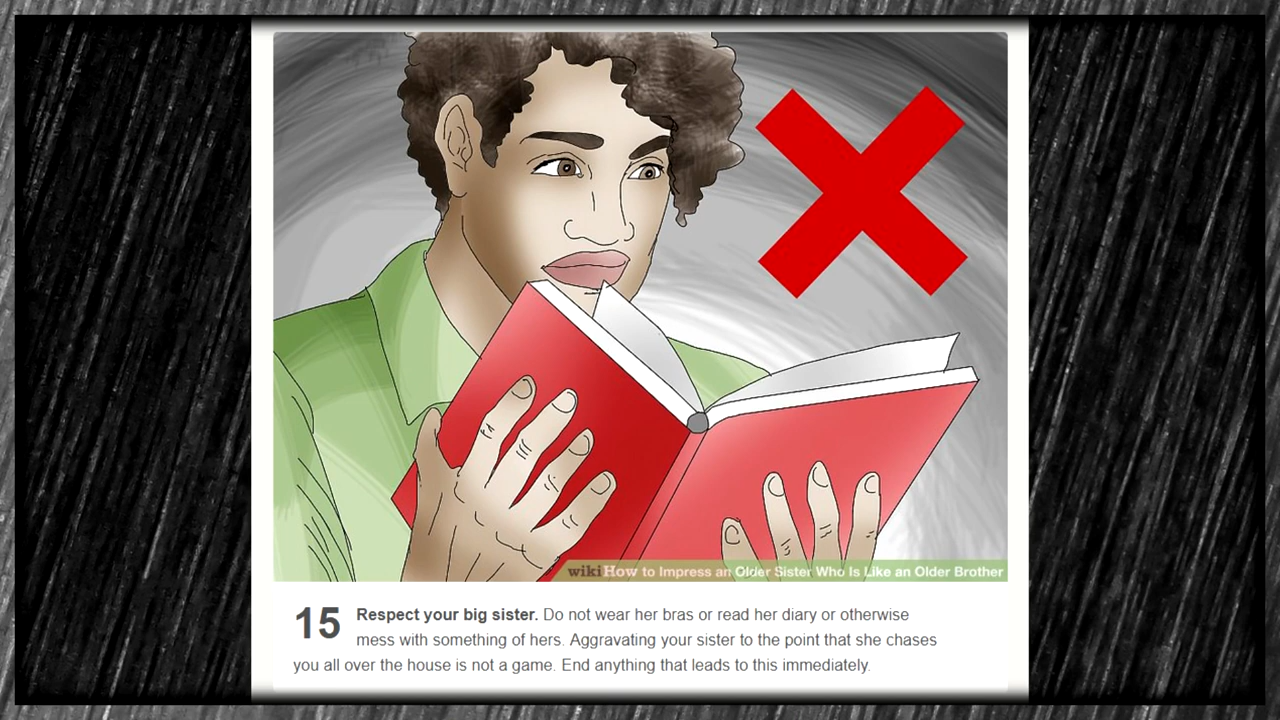 wikiHow to Impress an Older Sister Who Is Like an Older Brother
15 Respect your big sister. Do not wear her bras or read her diary or otherwise
mess with something of hers. Aggravating your sister to the point that she chases
you all over the house is not a game. End anything that leads to this immediately.